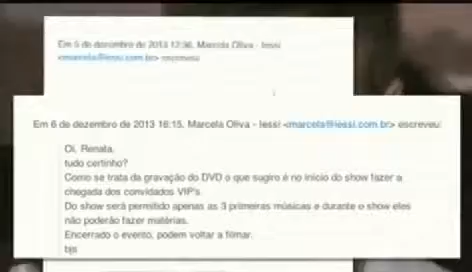 Em 5 de dezembro de 2013 17:36, Marcela Oliva - Iessi
<marcela@iessi.com.br> escreveu:
Em 6 de dezembro de 2013 16:15, Marcela Oliva - Iessi <marcela@iessi.com.br> escreveu:
Oi, Renata,
tudo certinho?
Como se trata da gravação do DVD o que sugiro é no início do show fazer a
chegada dos convidados VIP's.
Do show será permitido apenas as 3 primeiras músicas e durante o show eles
não poderão fazer matérias.
Encerrado o evento, podem voltar a filmar.
bjs